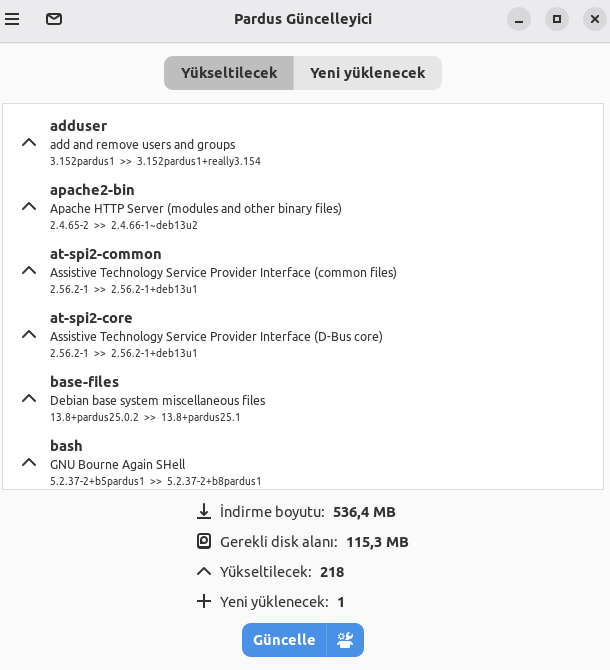 Pardus Güncelleyici
Yükseltilecek
Yeni yüklenecek
adduser
add and remove users and groups
3.152pardus1 >> 3.152pardus1+really3.154
apache2-bin
Apache HTTP Server (modules and other binary files)
2.4.65-2 >> 2.4.66-1~deb13u2
at-spi2-common
Assistive Technology Service Provider Interface (common files)
2.56.2-1 >> 2.56.2-1+deb13u1
at-spi2-core
Assistive Technology Service Provider Interface (D-Bus core)
2.56.2-1 >> 2.56.2-1+deb13u1
base-files
Debian base system miscellaneous files
13.8+pardus25.0.2 >> 13.8+pardus25.1
bash
GNU Bourne Again SHell
5.2.37-2+b5pardus1 >> 5.2.37-2+b8pardus1
İndirme boyutu: 536,4 MB
Gerekli disk alanı: 115,3 MB
Yükseltilecek: 218
Yeni yüklenecek: 1
Güncelle